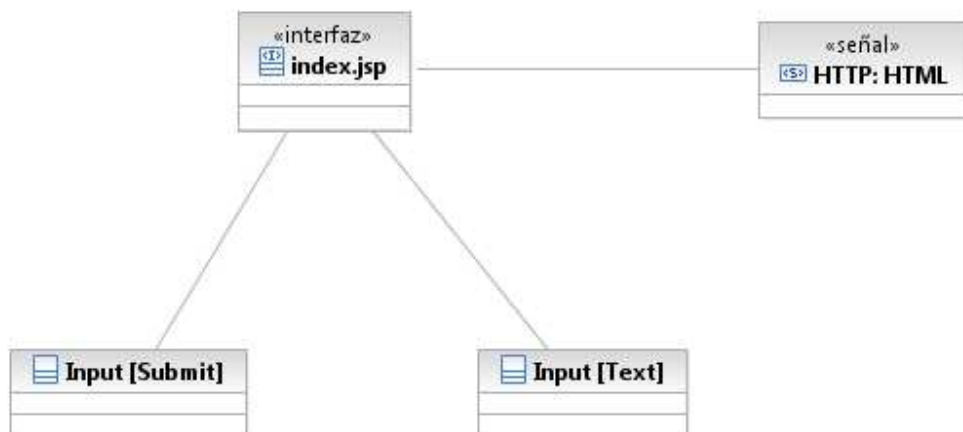 «interfaz»
index.jsp
«señal»
HTTP: HTML
Input [Submit]
Input [Text]